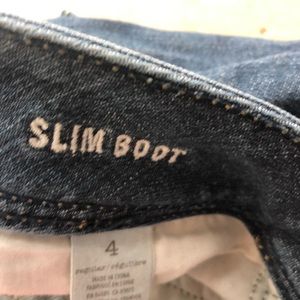 SLIM BOOT
4
regular/régulière
MADE IN CHINA